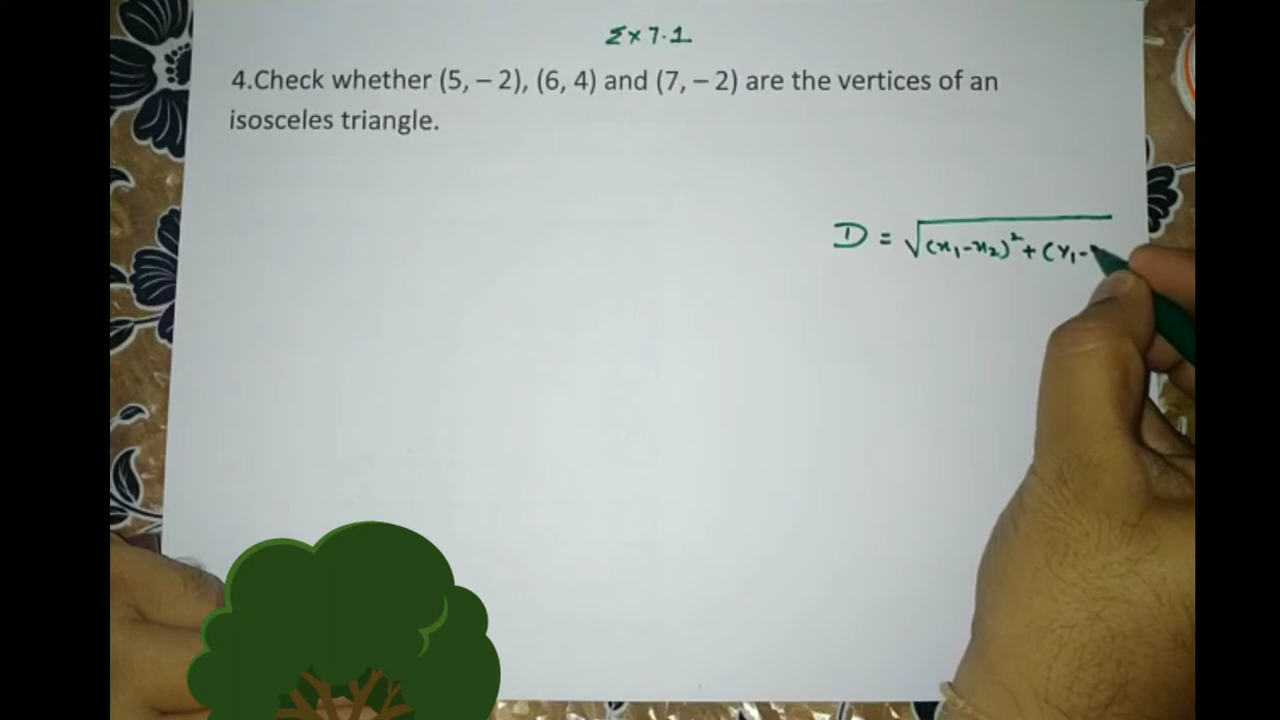 Ex 7.1
4.Check whether (5, – 2), (6, 4) and (7, – 2) are the vertices of an
isosceles triangle.
D = √(x₁-x₂)² + (y₁-